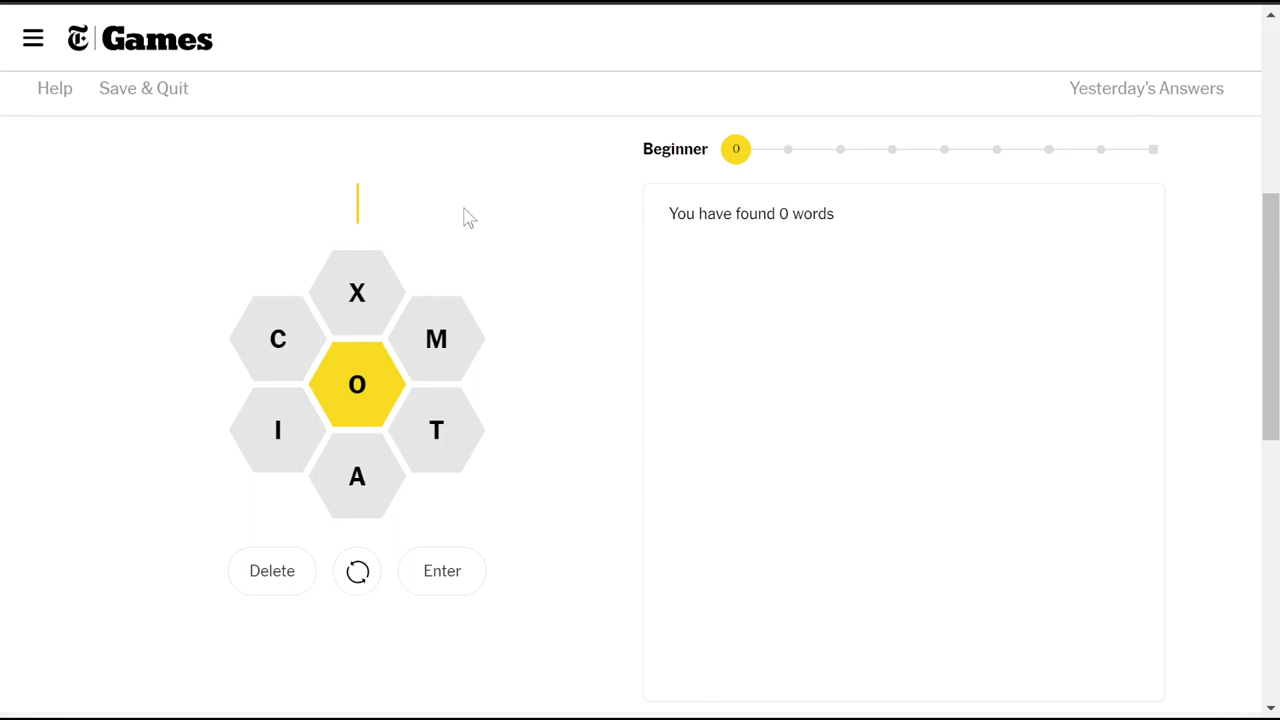 T Games
Help Save & Quit Yesterday's Answers
Beginner 0
You have found 0 words
X
C M
O
I T
A
Delete Enter